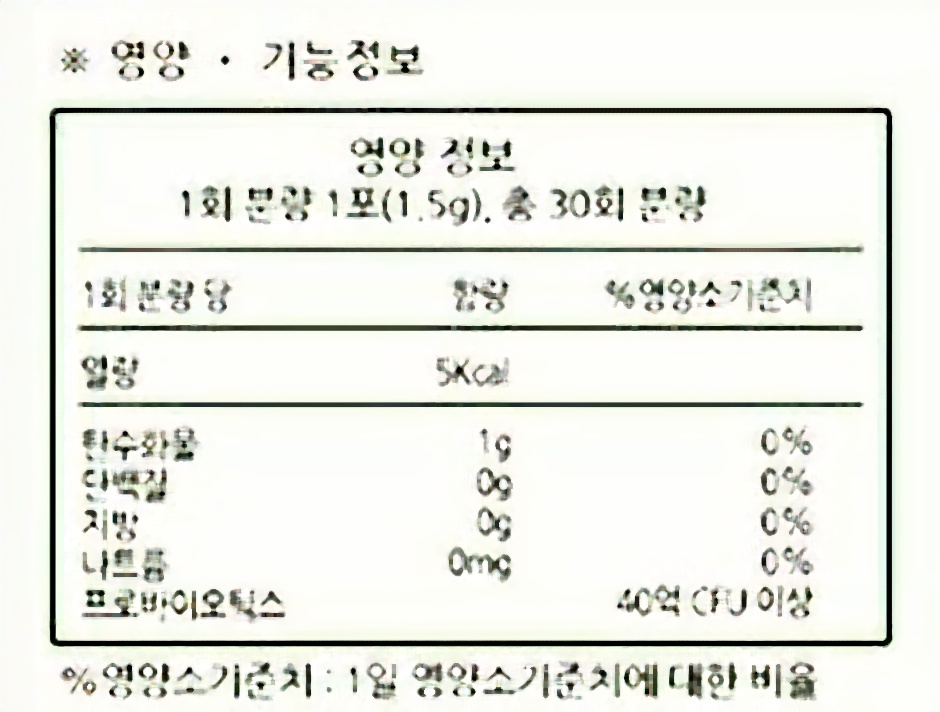 ※ 영양 · 기능정보
영양 정보
1회 분량 1포(1.5g), 총 30회 분량
1회 분량 당 함량 %영양소기준치
열량 5Kcal
탄수화물 1g 0%
단백질 0g 0%
지방 0g 0%
나트륨 0mg 0%
프로바이오틱스 40억 CFU 이상
%영양소기준치 : 1일 영양소기준치에 대한 비율